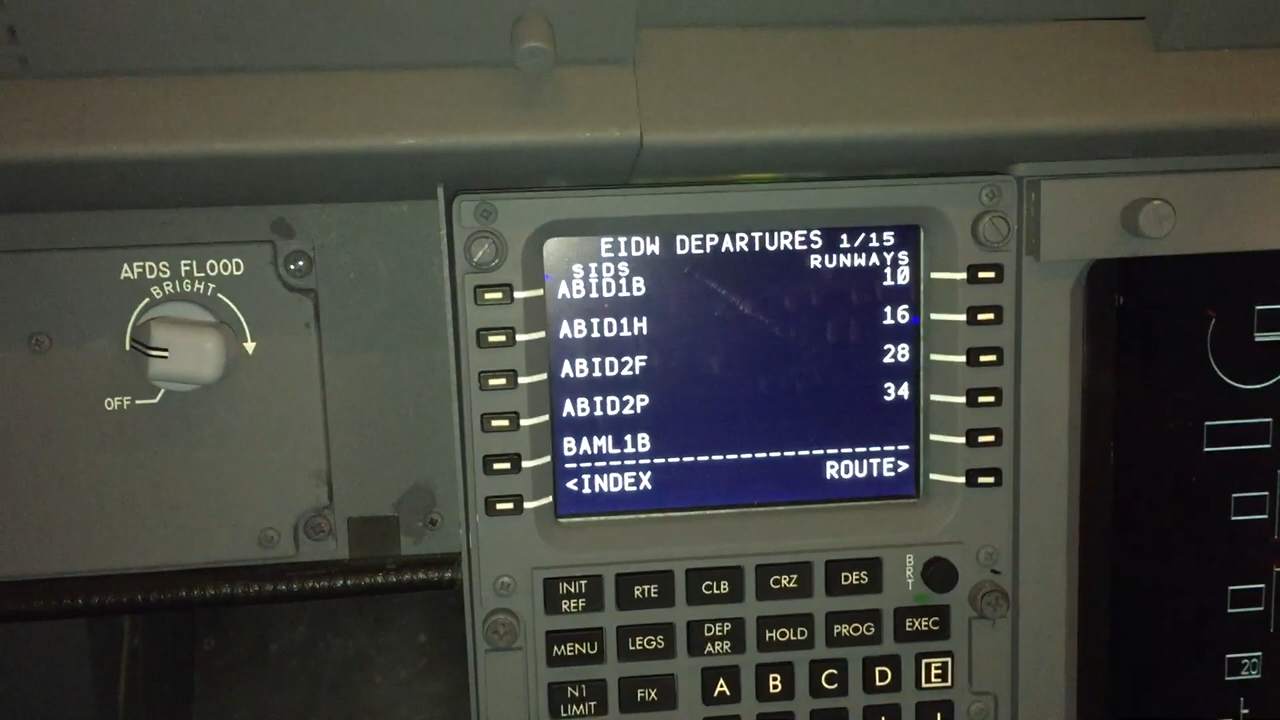 AFDS FLOOD
BRIGHT
OFF
EIDW DEPARTURES 1/15
SIDS RUNWAYS
ABID1B 10
ABID1H 16
ABID2F 28
ABID2P 34
BAML1B
------------------------
<INDEX ROUTE>
INIT REF RTE CLB CRZ DES BRT
MENU LEGS DEP ARR HOLD PROG EXEC
N1 LIMIT FIX A B C D E
20